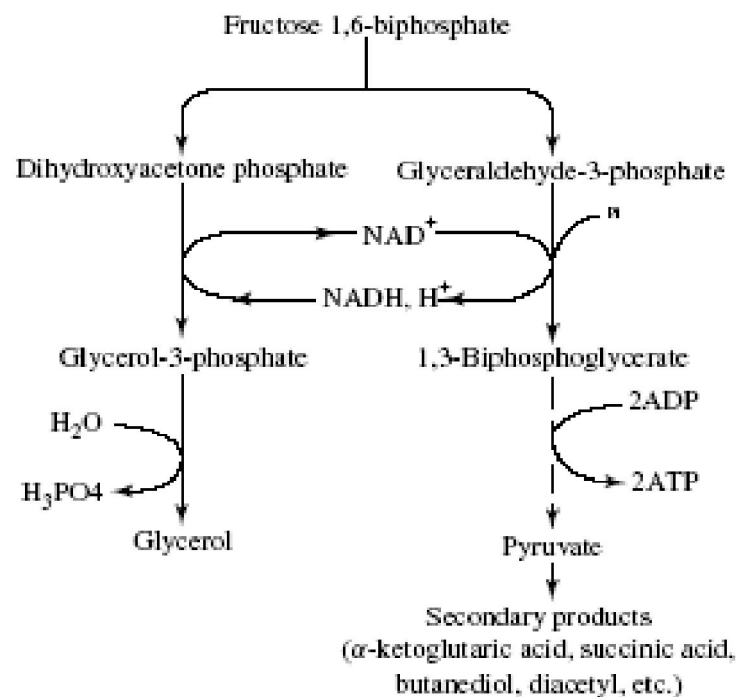 Fructose 1,6-biphosphate
Dihydroxyacetone phosphate
Glyceraldehyde-3-phosphate
NAD⁺
NADH, H⁺
Glycerol-3-phosphate
1,3-Biphosphoglycerate
H₂O
2ADP
H₃PO4
2ATP
Glycerol
Pyruvate
Secondary products
(α-ketoglutaric acid, succinic acid,
butanediol, diacetyl, etc.)